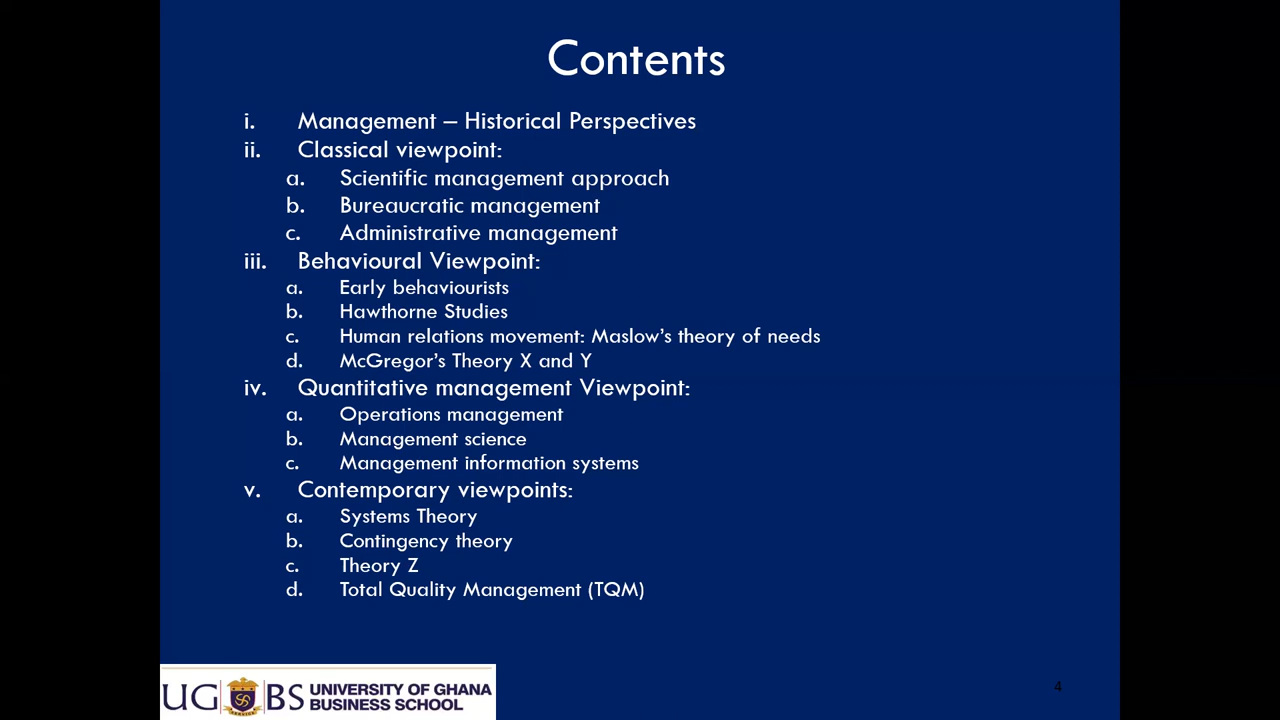 Contents
i. Management – Historical Perspectives
ii. Classical viewpoint:
a. Scientific management approach
b. Bureaucratic management
c. Administrative management
iii. Behavioural Viewpoint:
a. Early behaviourists
b. Hawthorne Studies
c. Human relations movement: Maslow's theory of needs
d. McGregor's Theory X and Y
iv. Quantitative management Viewpoint:
a. Operations management
b. Management science
c. Management information systems
v. Contemporary viewpoints:
a. Systems Theory
b. Contingency theory
c. Theory Z
d. Total Quality Management (TQM)
UG BS UNIVERSITY OF GHANA
BUSINESS SCHOOL
4